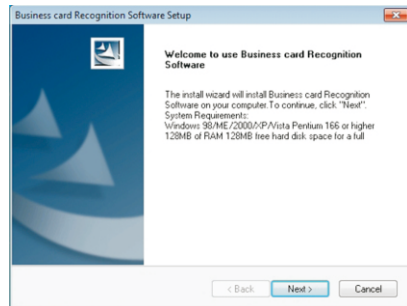 Business card Recognition Software Setup
Welcome to use Business card Recognition
Software
The install wizard will install Business card Recognition
Software on your computer.To continue, click "Next".
System Requirements:
Windows 98/ME/2000/XP/Vista Pentium 166 or higher
128MB of RAM 128MB free hard disk space for a full
< Back
Next >
Cancel